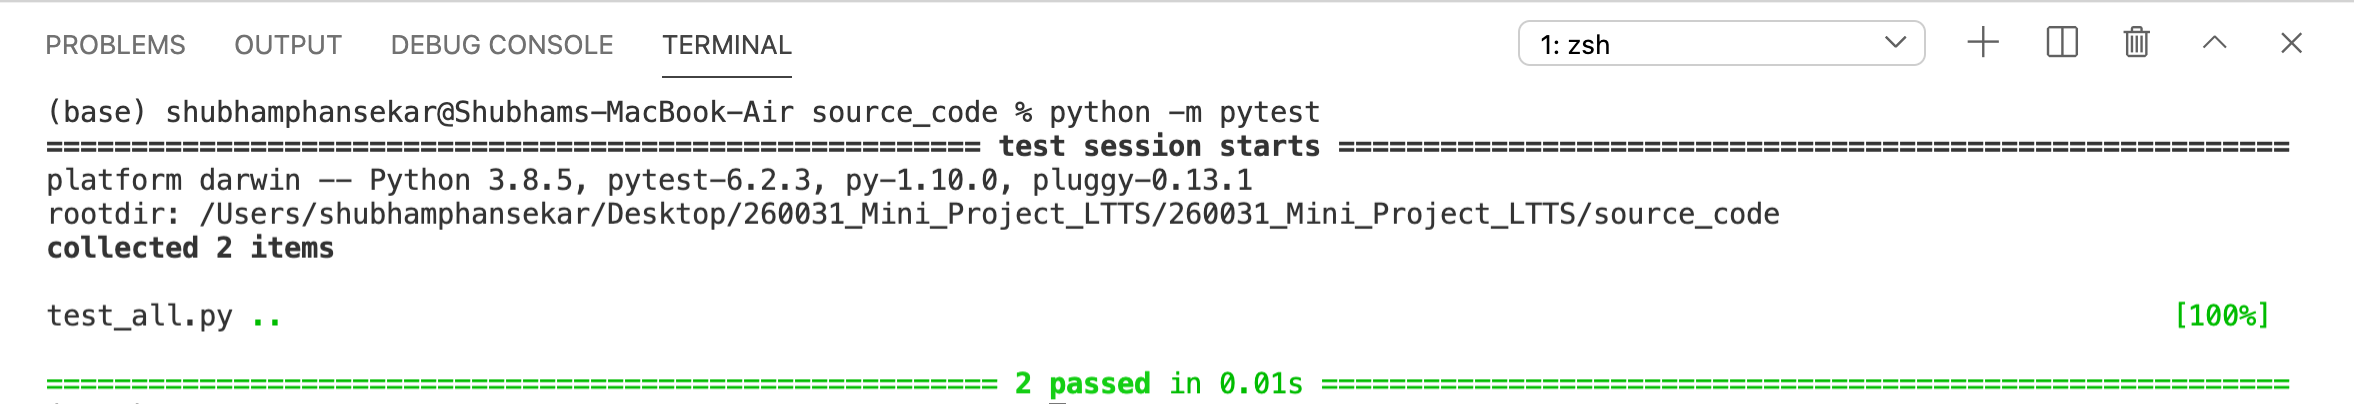 PROBLEMS OUTPUT DEBUG CONSOLE TERMINAL 1: zsh
(base) shubhamphansekar@Shubhams-MacBook-Air source_code % python -m pytest
======================================================= test session starts ========================================================
platform darwin -- Python 3.8.5, pytest-6.2.3, py-1.10.0, pluggy-0.13.1
rootdir: /Users/shubhamphansekar/Desktop/260031_Mini_Project_LTTS/260031_Mini_Project_LTTS/source_code
collected 2 items
test_all.py .. [100%]
======================================================== 2 passed in 0.01s =========================================================